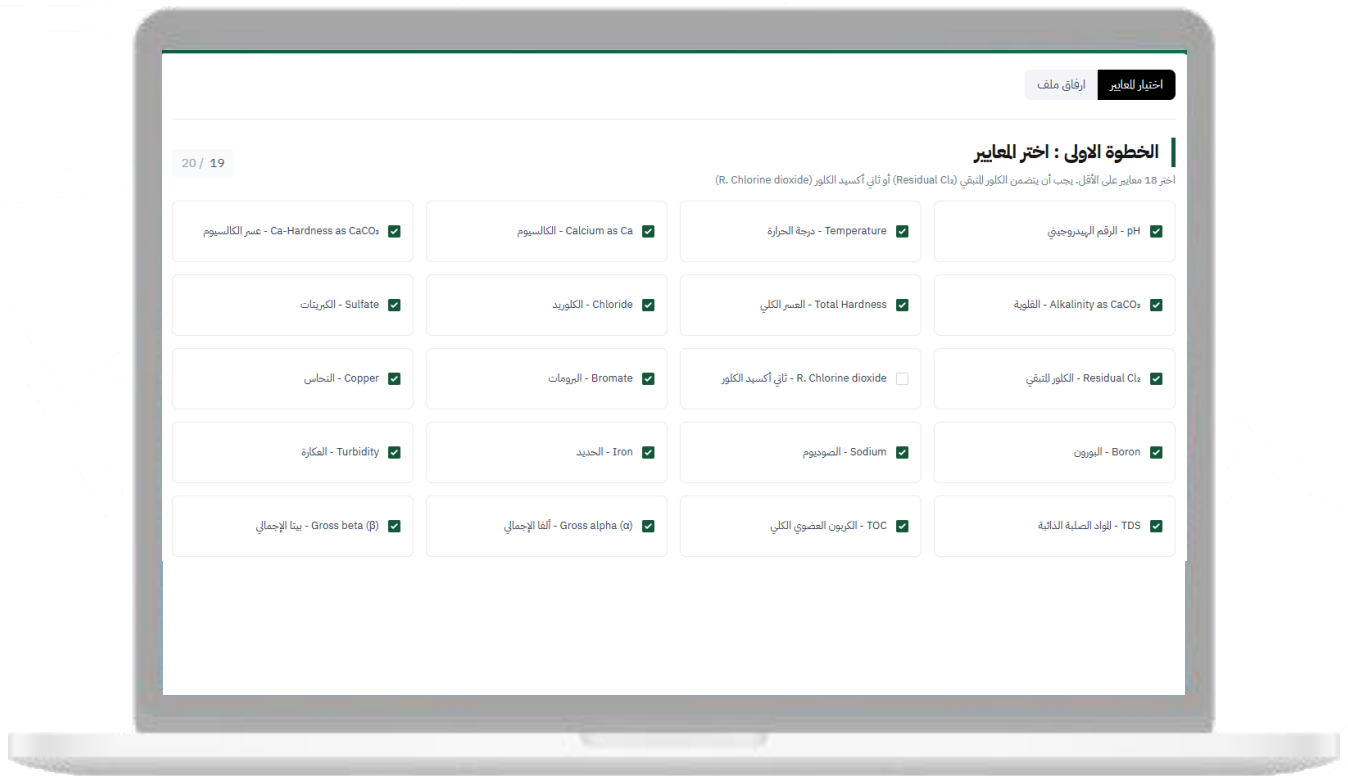 اختيار المعايير
ارفاق ملف
الخطوة الاولى : اختر المعايير
19 / 20
اختر 18 معايير على الأقل. يجب أن يتضمن الكلور المتبقي (Residual Cl₂) أو ثاني أكسيد الكلور (R. Chlorine dioxide)
pH - الرقم الهيدروجيني
Temperature - درجة الحرارة
Calcium as Ca - الكالسيوم
Ca-Hardness as CaCO₃ - عسر الكالسيوم
Alkalinity as CaCO₃ - القلوية
Total Hardness - العسر الكلي
Chloride - الكلوريد
Sulfate - الكبريتات
Residual Cl₂ - الكلور المتبقي
R. Chlorine dioxide - ثاني أكسيد الكلور
Bromate - البرومات
Copper - النحاس
Boron - البورون
Sodium - الصوديوم
Iron - الحديد
Turbidity - العكارة
TDS - المواد الصلبة الذائبة
TOC - الكربون العضوي الكلي
Gross alpha (α) - ألفا الإجمالي
Gross beta (β) - بيتا الإجمالي